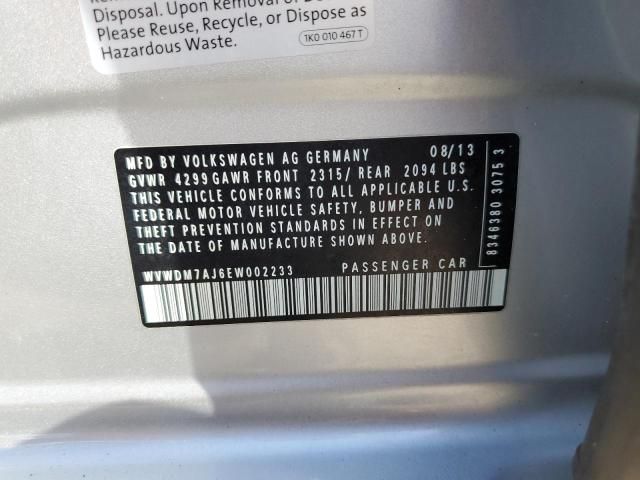 Disposal. Upon Removal or
Please Reuse, Recycle, or Dispose as
Hazardous Waste.
1K0 010 467 T
MFD BY VOLKSWAGEN AG GERMANY 08/13
GVWR 4299 GAWR FRONT 2315/ REAR 2094 LBS
THIS VEHICLE CONFORMS TO ALL APPLICABLE U.S.
FEDERAL MOTOR VEHICLE SAFETY, BUMPER AND
THEFT PREVENTION STANDARDS IN EFFECT ON
THE DATE OF MANUFACTURE SHOWN ABOVE.
WVWDM7AJ6EW002233 PASSENGER CAR
8346380 3075 3